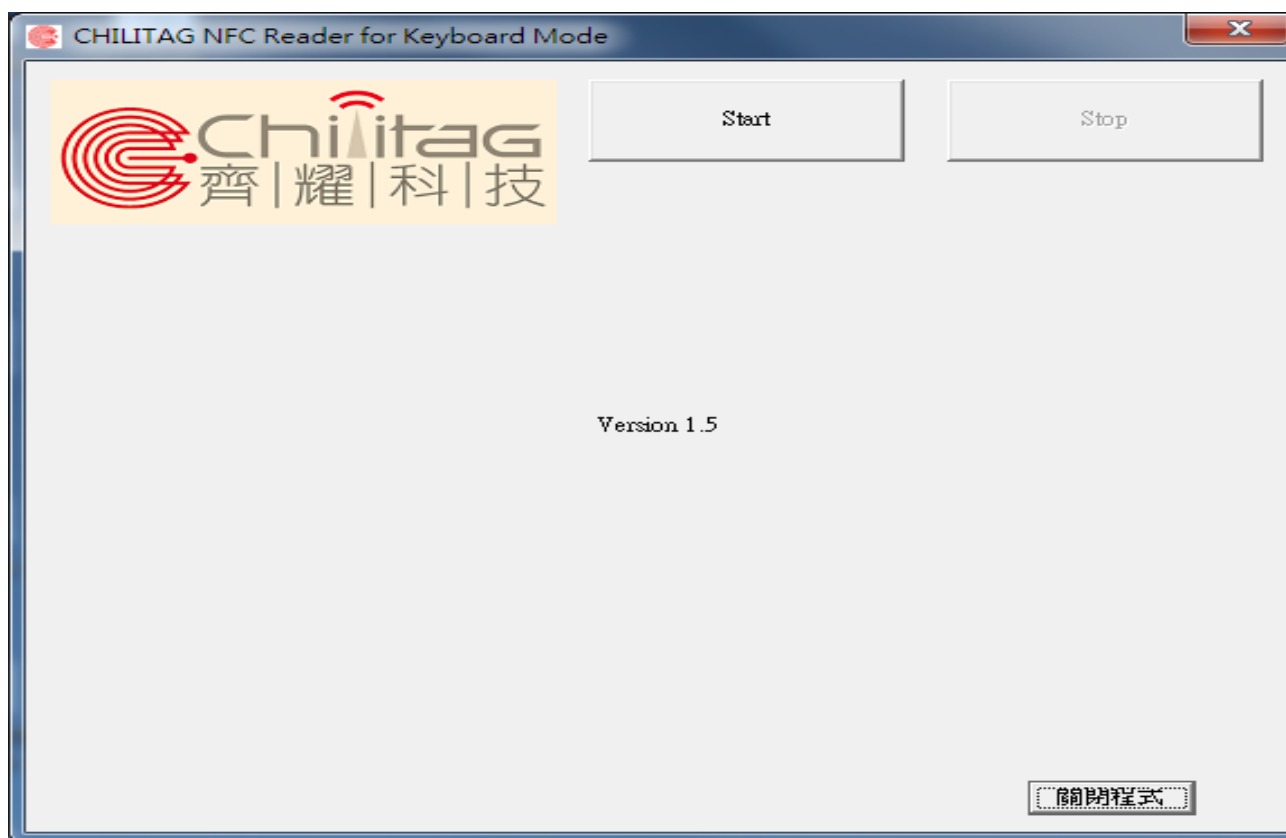 CHILITAG NFC Reader for Keyboard Mode
Chilitag
齊|耀|科|技
Start
Stop
Version 1.5
關閉程式